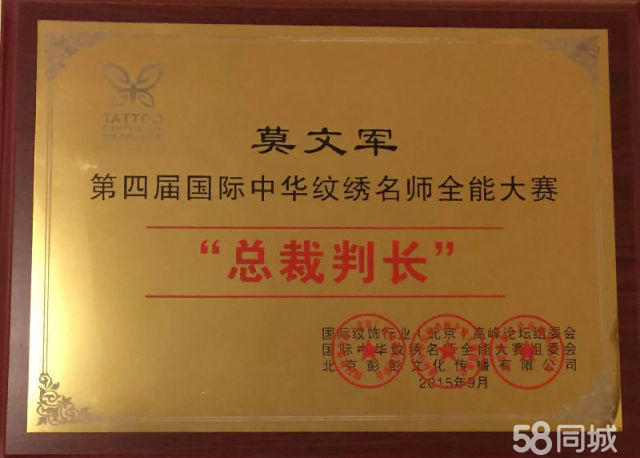 TATTOO
莫文军
第四届国际中华纹绣名师全能大赛
“总裁判长”
国际纹饰行业(北京)高峰论坛组委会
国际中华纹绣名师全能大赛组委会
北京彭彭文化传播有限公司
2015年9月
58同城